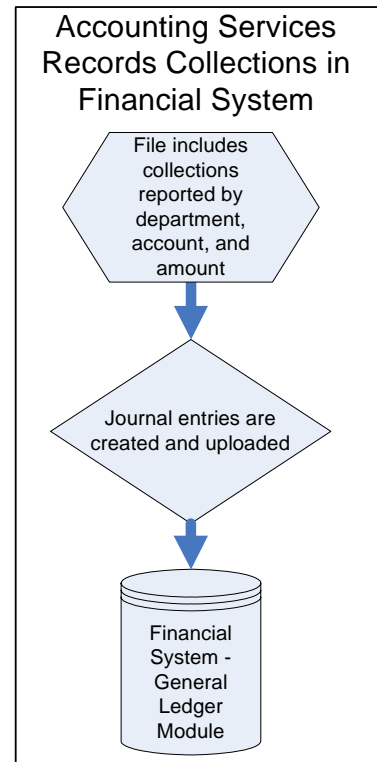 Accounting Services
Records Collections in
Financial System
File includes
collections
reported by
department,
account, and
amount
Journal entries are
created and uploaded
Financial
System -
General
Ledger
Module